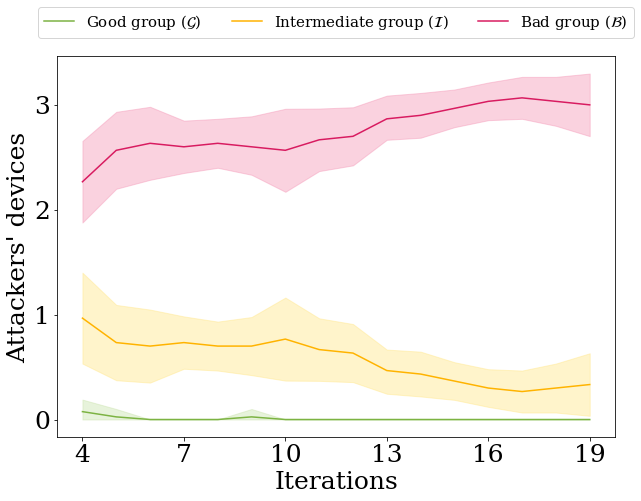 Good group (𝒢) Intermediate group (ℐ) Bad group (ℬ)
Attackers' devices
3
2
1
0
4 7 10 13 16 19
Iterations